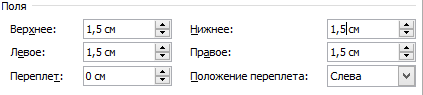 Поля
Верхнее: 1,5 см Нижнее: 1,5 см
Левое: 1,5 см Правое: 1,5 см
Переплет: 0 см Положение переплета: Слева